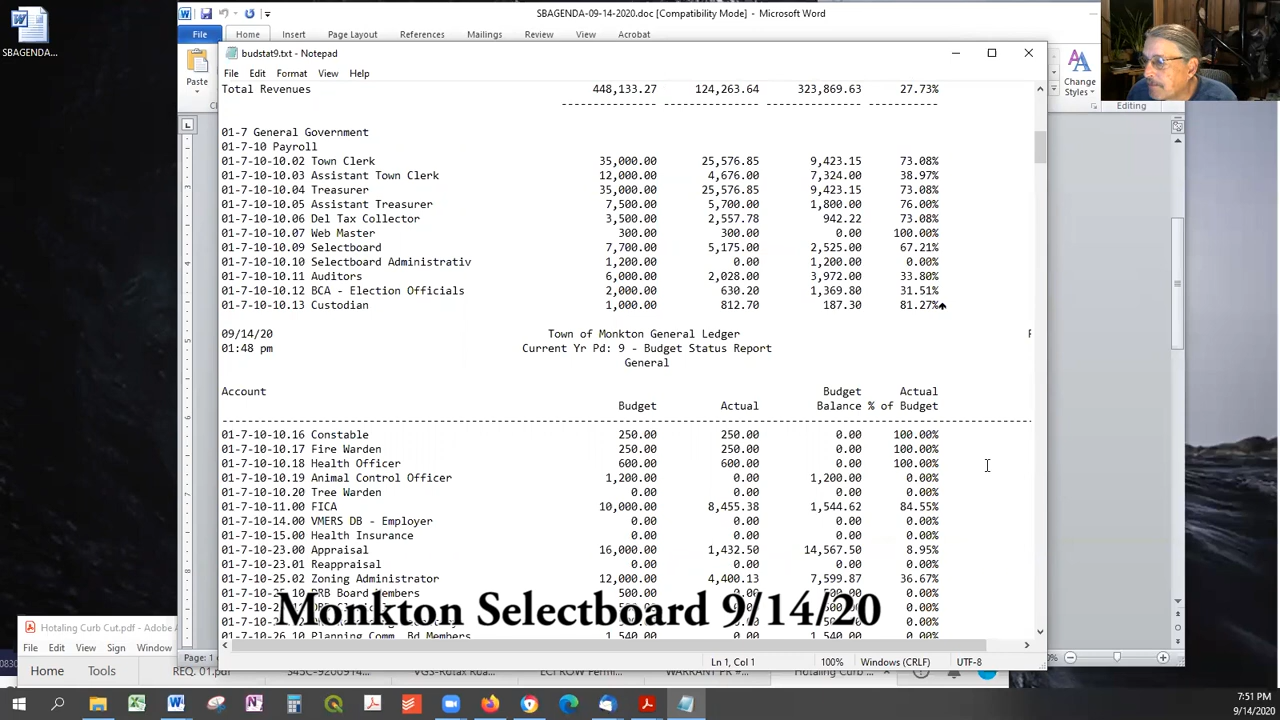 SBAGENDA-09-14-2020.doc [Compatibility Mode] - Microsoft Word
File Home Insert Page Layout References Mailings Review View Acrobat
SBAGENDA...
Paste
Change
Styles
Editing
budstat9.txt - Notepad
File Edit Format View Help
Total Revenues 448,133.27 124,263.64 323,869.63 27.73%
01-7 General Government
01-7-10 Payroll
01-7-10-10.02 Town Clerk 35,000.00 25,576.85 9,423.15 73.08%
01-7-10-10.03 Assistant Town Clerk 12,000.00 4,676.00 7,324.00 38.97%
01-7-10-10.04 Treasurer 35,000.00 25,576.85 9,423.15 73.08%
01-7-10-10.05 Assistant Treasurer 7,500.00 5,700.00 1,800.00 76.00%
01-7-10-10.06 Del Tax Collector 3,500.00 2,557.78 942.22 73.08%
01-7-10-10.07 Web Master 300.00 300.00 0.00 100.00%
01-7-10-10.09 Selectboard 7,700.00 5,175.00 2,525.00 67.21%
01-7-10-10.10 Selectboard Administrativ 1,200.00 0.00 1,200.00 0.00%
01-7-10-10.11 Auditors 6,000.00 2,028.00 3,972.00 33.80%
01-7-10-10.12 BCA - Election Officials 2,000.00 630.20 1,369.80 31.51%
01-7-10-10.13 Custodian 1,000.00 812.70 187.30 81.27%
09/14/20 Town of Monkton General Ledger
01:48 pm Current Yr Pd: 9 - Budget Status Report
General
Account Budget Actual
Budget Actual Balance % of Budget
01-7-10-10.16 Constable 250.00 250.00 0.00 100.00%
01-7-10-10.17 Fire Warden 250.00 250.00 0.00 100.00%
01-7-10-10.18 Health Officer 600.00 600.00 0.00 100.00%
01-7-10-10.19 Animal Control Officer 1,200.00 0.00 1,200.00 0.00%
01-7-10-10.20 Tree Warden 0.00 0.00 0.00 0.00%
01-7-10-11.00 FICA 10,000.00 8,455.38 1,544.62 84.55%
01-7-10-14.00 VMERS DB - Employer 0.00 0.00 0.00 0.00%
01-7-10-15.00 Health Insurance 0.00 0.00 0.00 0.00%
01-7-10-23.00 Appraisal 16,000.00 1,432.50 14,567.50 8.95%
01-7-10-23.01 Reappraisal 0.00 0.00 0.00 0.00%
01-7-10-25.02 Zoning Administrator 12,000.00 4,400.13 7,599.87 36.67%
Monkton Selectboard 9/14/20
Ln 1, Col 1 100% Windows (CRLF) UTF-8
Hotaling Curb Cut.pdf - Adobe A
File Edit View Sign Window
Home Tools
Page: 1
7:51 PM
9/14/2020